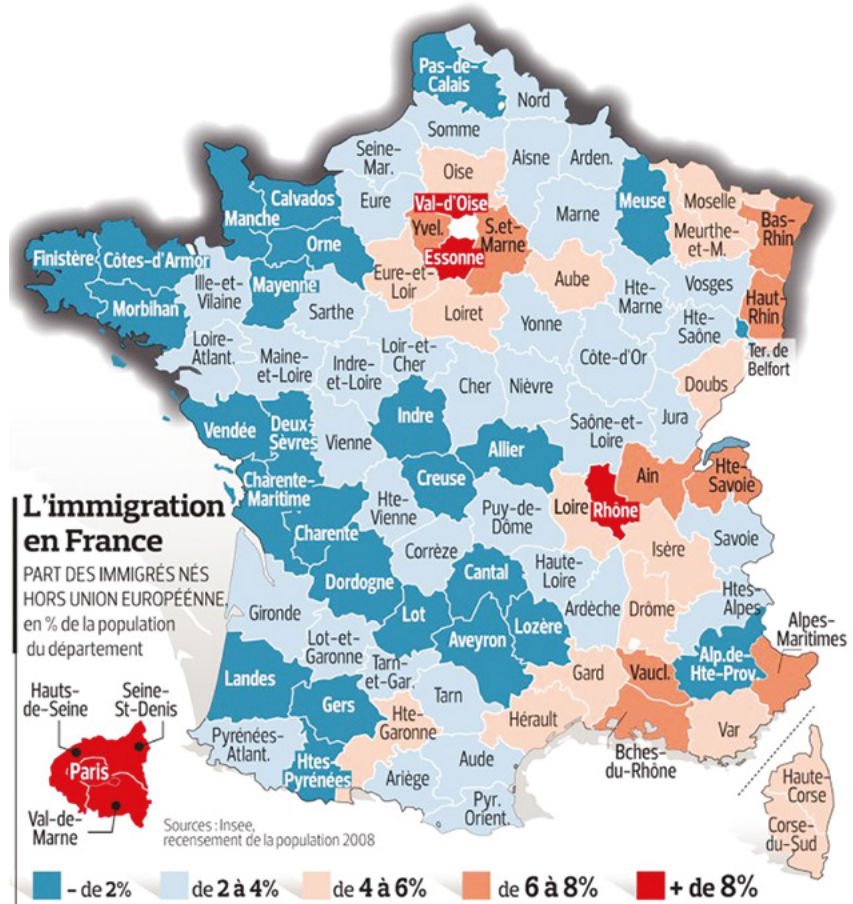 Pas-de-
Calais
Nord
Somme
Seine-
Mar.
Oise
Aisne
Arden.
Eure
Val-d'Oise
Yvel.
S.et-
Marne
Essonne
Marne
Meuse
Moselle
Meurthe-
et-M.
Bas-
Rhin
Calvados
Manche
Orne
Finistère
Côtes-d'Armor
Morbihan
Ille-et-
Vilaine
Mayenne
Sarthe
Eure-et-
Loir
Loiret
Aube
Yonne
Hte-
Marne
Vosges
Haut-
Rhin
Hte-
Saône
Ter. de
Belfort
Loire-
Atlant.
Maine-
et-Loire
Indre-
et-Loire
Loir-et-
Cher
Cher
Nièvre
Côte-d'Or
Doubs
Jura
Saône-et-
Loire
Vendée
Deux-
Sèvres
Vienne
Indre
Allier
Creuse
Charente-
Maritime
Charente
Hte-
Vienne
Puy-de-
Dôme
Loire
Rhône
Ain
Hte-
Savoie
Savoie
Isère
Corrèze
Dordogne
Cantal
Haute-
Loire
Ardèche
Drôme
Htes-
Alpes
Gironde
Lot-et-
Garonne
Lot
Aveyron
Lozère
Gard
Vaucl.
Alp.de-
Hte-Prov.
Alpes-
Maritimes
Landes
Gers
Tarn-
et-Gar.
Tarn
Hérault
Bches-
du-Rhône
Var
Pyrénées-
Atlant.
Htes-
Pyrénées
Hte-
Garonne
Ariège
Aude
Pyr.
Orient.
Haute-
Corse
Corse-
du-Sud
L'immigration
en France
PART DES IMMIGRÉS NÉS
HORS UNION EUROPÉÉNNE,
en % de la population
du département
Hauts-
de-Seine
Seine-
St-Denis
Paris
Val-de-
Marne
Sources : Insee,
recensement de la population 2008
- de 2%
de 2 à 4%
de 4 à 6%
de 6 à 8%
+ de 8%